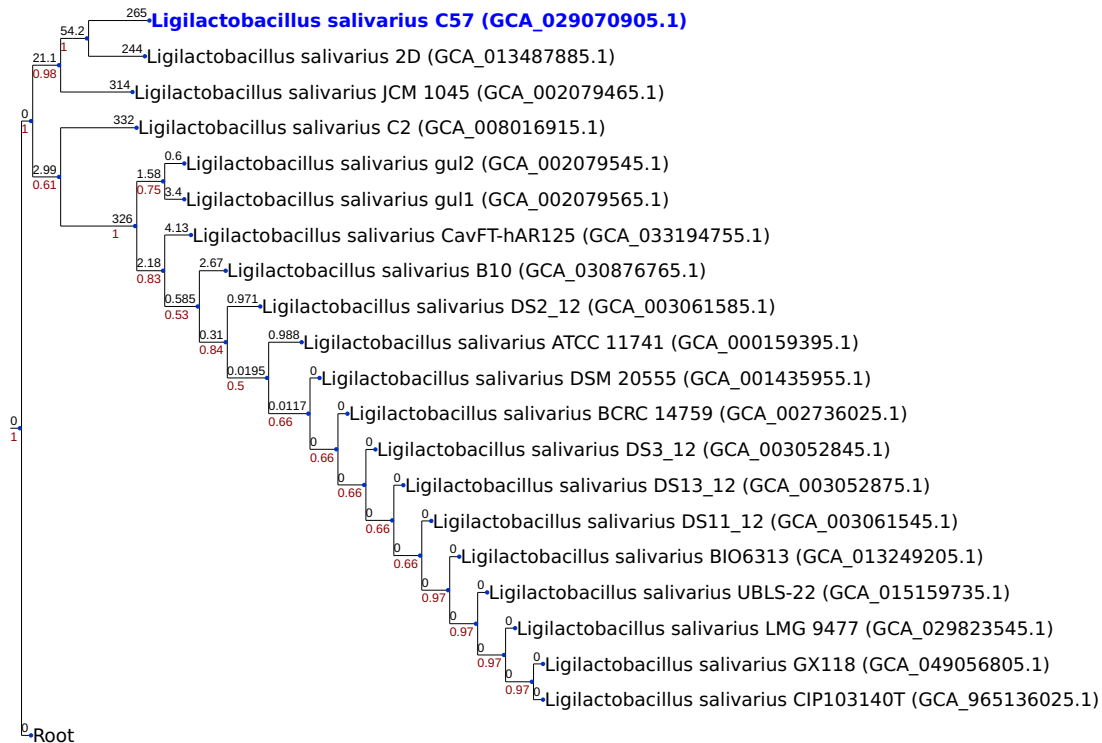 265 Ligilactobacillus salivarius C57 (GCA_029070905.1)
54.2
1
244 Ligilactobacillus salivarius 2D (GCA_013487885.1)
21.1
0.98
314 Ligilactobacillus salivarius JCM 1045 (GCA_002079465.1)
0
1
332 Ligilactobacillus salivarius C2 (GCA_008016915.1)
0.6 Ligilactobacillus salivarius gul2 (GCA_002079545.1)
2.99
0.61
1.58
0.75
3.4 Ligilactobacillus salivarius gul1 (GCA_002079565.1)
326
1
4.13 Ligilactobacillus salivarius CavFT-hAR125 (GCA_033194755.1)
2.18
0.83
2.67 Ligilactobacillus salivarius B10 (GCA_030876765.1)
0.585
0.53
0.971 Ligilactobacillus salivarius DS2_12 (GCA_003061585.1)
0.31
0.84
0.988 Ligilactobacillus salivarius ATCC 11741 (GCA_000159395.1)
0.0195
0.5
0 Ligilactobacillus salivarius DSM 20555 (GCA_001435955.1)
0.0117
0.66
0 Ligilactobacillus salivarius BCRC 14759 (GCA_002736025.1)
0
0.66
0 Ligilactobacillus salivarius DS3_12 (GCA_003052845.1)
0
0.66
0 Ligilactobacillus salivarius DS13_12 (GCA_003052875.1)
0
0.66
0 Ligilactobacillus salivarius DS11_12 (GCA_003061545.1)
0
0.66
0 Ligilactobacillus salivarius BIO6313 (GCA_013249205.1)
0
0.97
0 Ligilactobacillus salivarius UBLS-22 (GCA_015159735.1)
0
0.97
0 Ligilactobacillus salivarius LMG 9477 (GCA_029823545.1)
0
0.97
0 Ligilactobacillus salivarius GX118 (GCA_049056805.1)
0
0.97
0 Ligilactobacillus salivarius CIP103140T (GCA_965136025.1)
0
1
0 Root